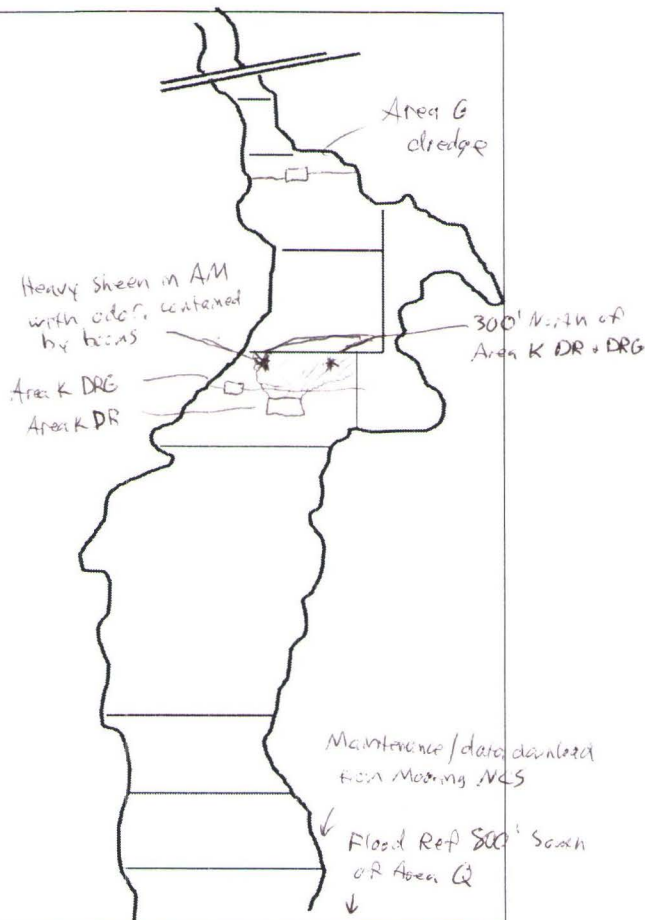 Area G
dredge
Heavy sheen in AM
with odor, contained
by booms
300' North of
Area K DR + DRG
Area K DRG
Area K DR
Maintenance / data download
from Mooring NCS
Flood Ref 800' South
of Area Q